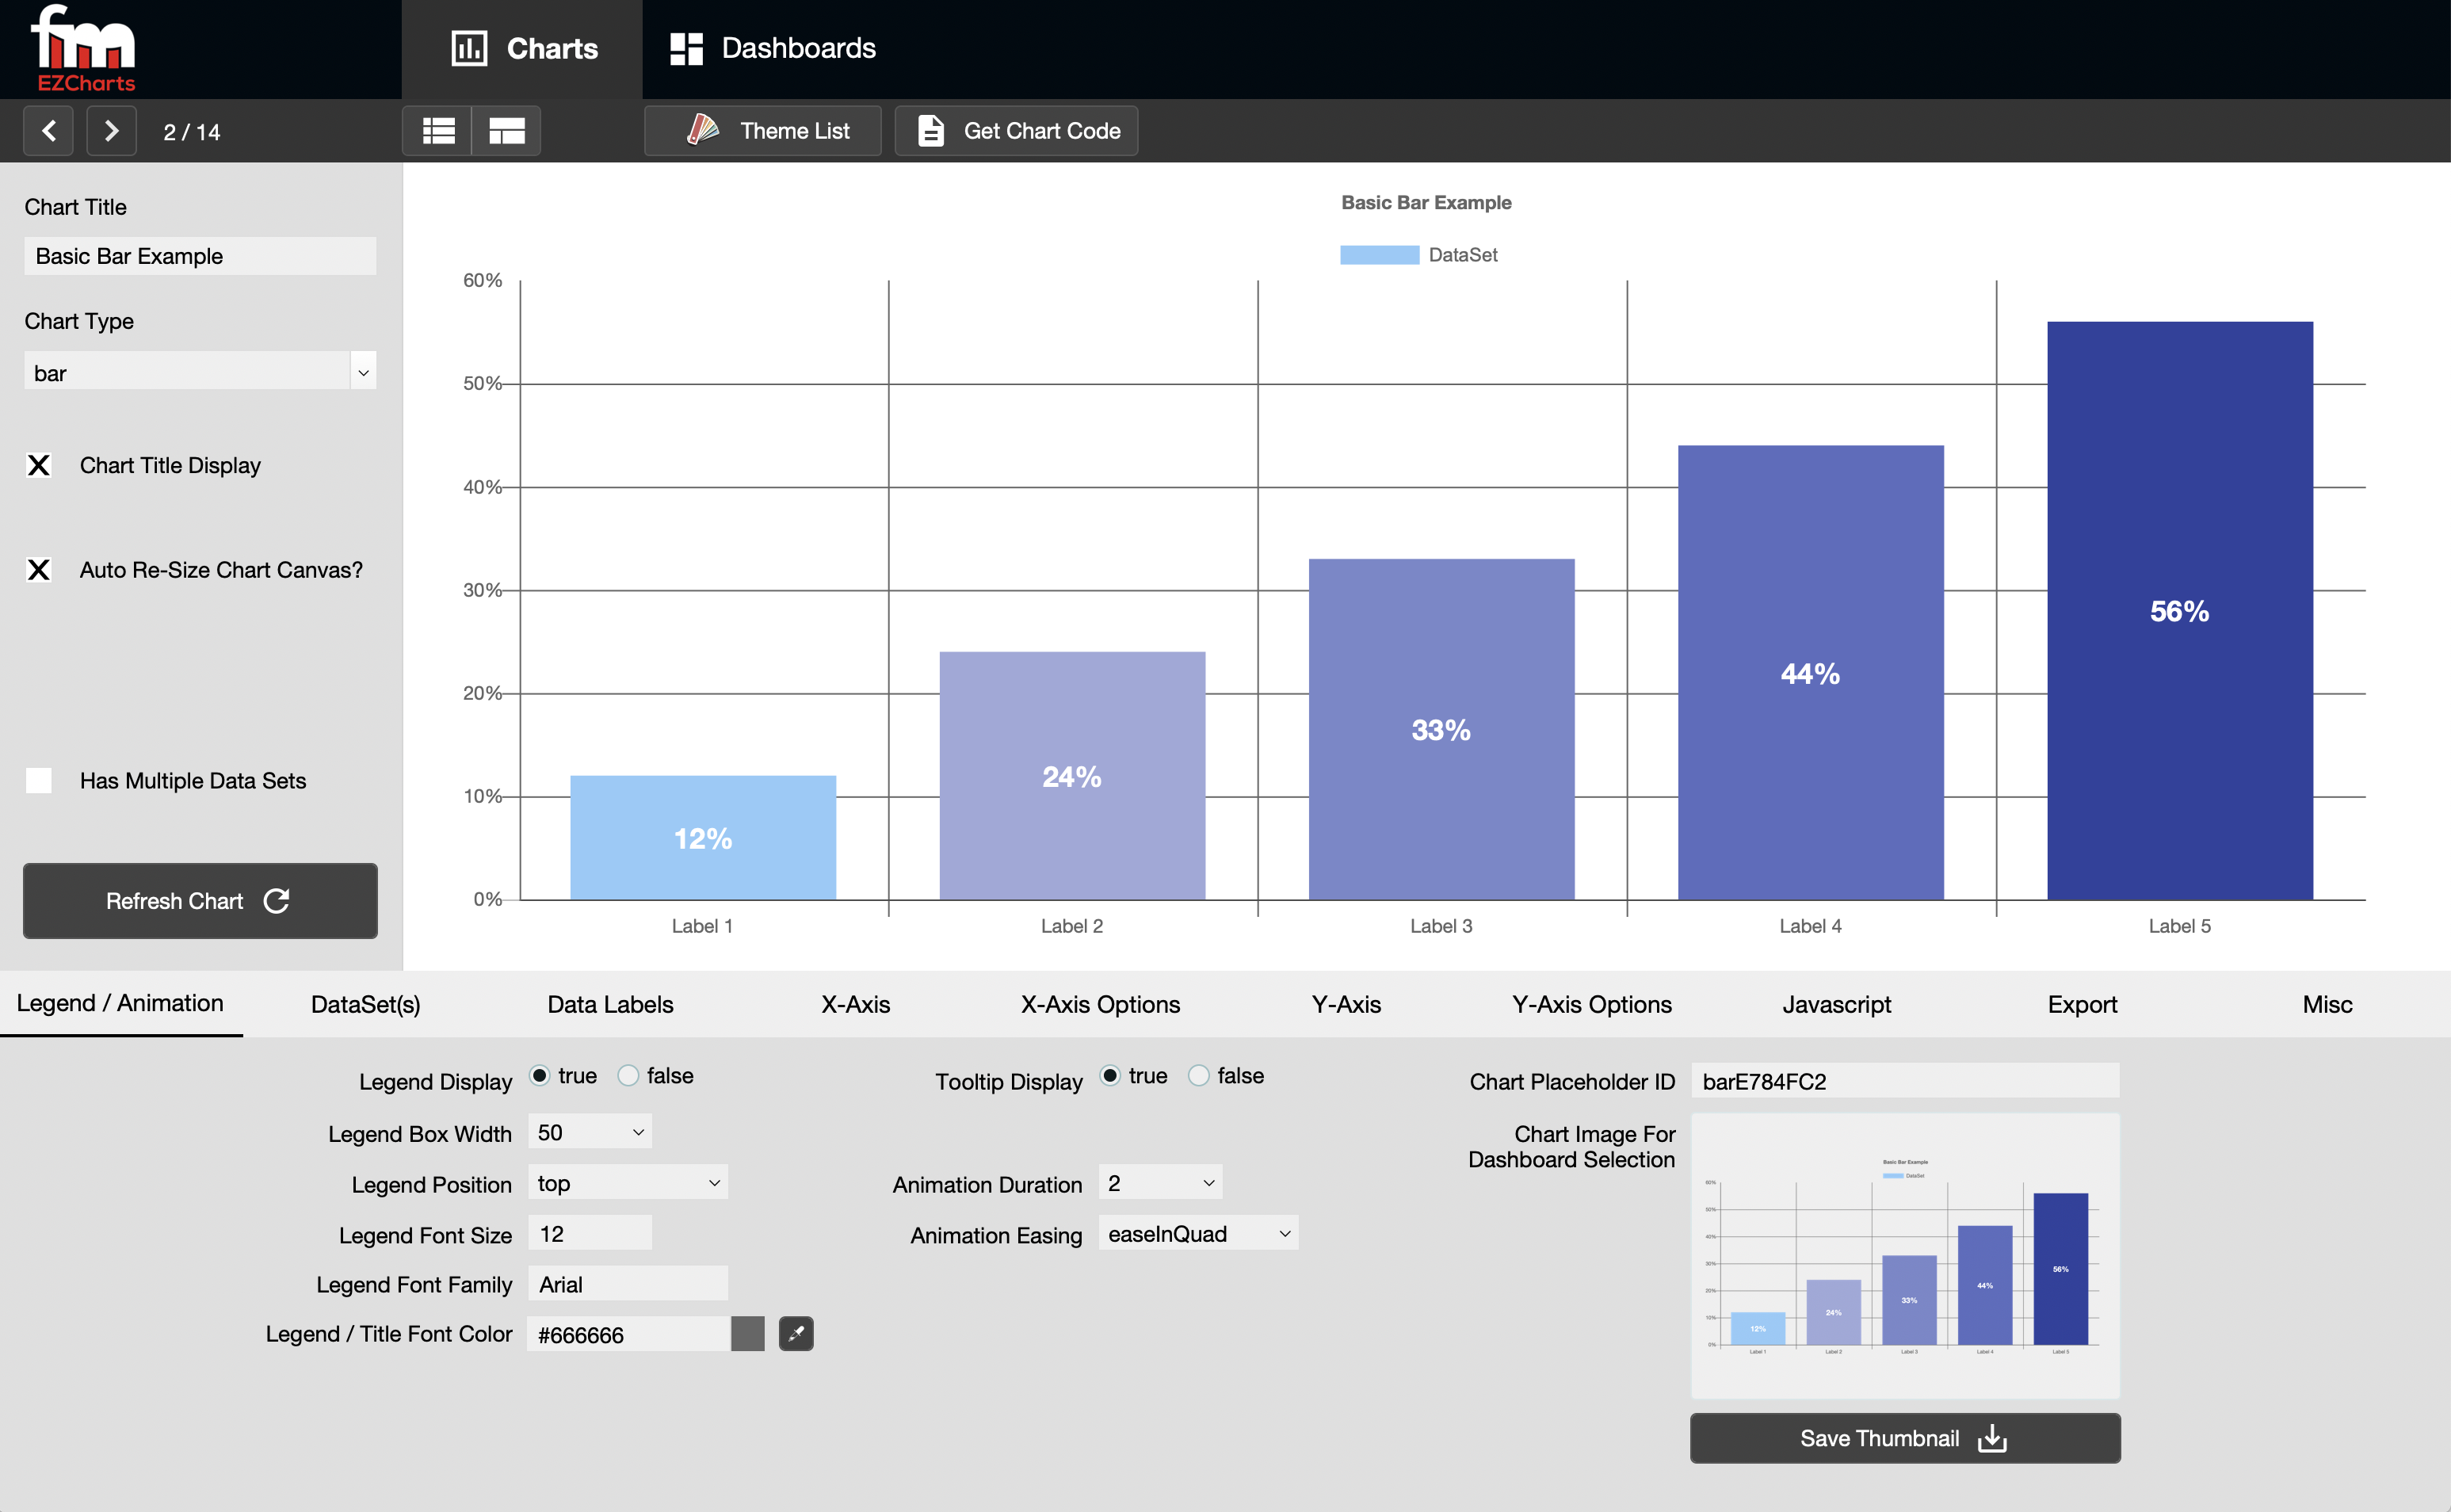 fm
EZCharts
Charts
Dashboards
2 / 14
Theme List
Get Chart Code
Chart Title
Basic Bar Example
Chart Type
bar
X Chart Title Display
X Auto Re-Size Chart Canvas?
Has Multiple Data Sets
Refresh Chart
Basic Bar Example
DataSet
60%
50%
40%
30%
20%
10%
0%
12%
24%
33%
44%
56%
Label 1
Label 2
Label 3
Label 4
Label 5
Legend / Animation
DataSet(s)
Data Labels
X-Axis
X-Axis Options
Y-Axis
Y-Axis Options
Javascript
Export
Misc
Legend Display true false
Legend Box Width 50
Legend Position top
Legend Font Size 12
Legend Font Family Arial
Legend / Title Font Color #666666
Tooltip Display true false
Animation Duration 2
Animation Easing easeInQuad
Chart Placeholder ID barE784FC2
Chart Image For
Dashboard Selection
Basic Bar Example
DataSet
60%
50%
40%
30%
20%
10%
0%
12%
24%
33%
44%
56%
Label 1
Label 2
Label 3
Label 4
Label 5
Save Thumbnail